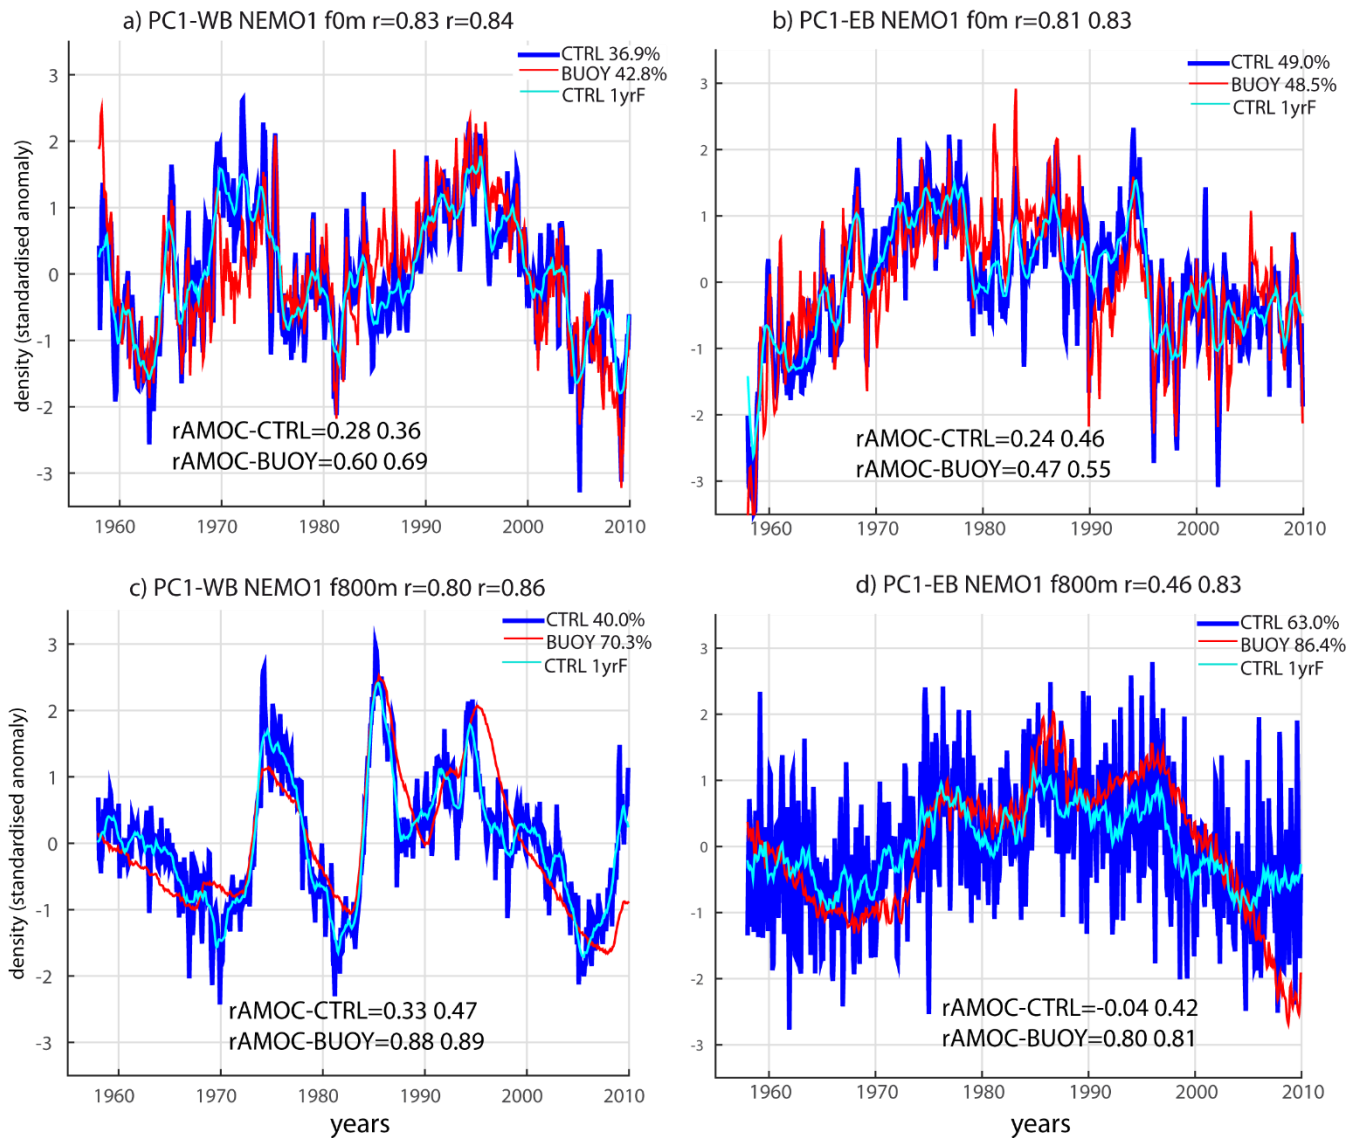 a) PC1-WB NEMO1 f0m r=0.83 r=0.84
CTRL 36.9%
BUOY 42.8%
CTRL 1yrF
density (standardised anomaly)
3
2
1
0
-1
-2
-3
rAMOC-CTRL=0.28 0.36
rAMOC-BUOY=0.60 0.69
1960 1970 1980 1990 2000 2010
b) PC1-EB NEMO1 f0m r=0.81 0.83
CTRL 49.0%
BUOY 48.5%
CTRL 1yrF
3
2
1
0
-1
-2
-3
rAMOC-CTRL=0.24 0.46
rAMOC-BUOY=0.47 0.55
1960 1970 1980 1990 2000 2010
c) PC1-WB NEMO1 f800m r=0.80 r=0.86
CTRL 40.0%
BUOY 70.3%
CTRL 1yrF
density (standardised anomaly)
3
2
1
0
-1
-2
-3
rAMOC-CTRL=0.33 0.47
rAMOC-BUOY=0.88 0.89
1960 1970 1980 1990 2000 2010
years
d) PC1-EB NEMO1 f800m r=0.46 0.83
CTRL 63.0%
BUOY 86.4%
CTRL 1yrF
3
2
1
0
-1
-2
-3
rAMOC-CTRL=-0.04 0.42
rAMOC-BUOY=0.80 0.81
1960 1970 1980 1990 2000 2010
years